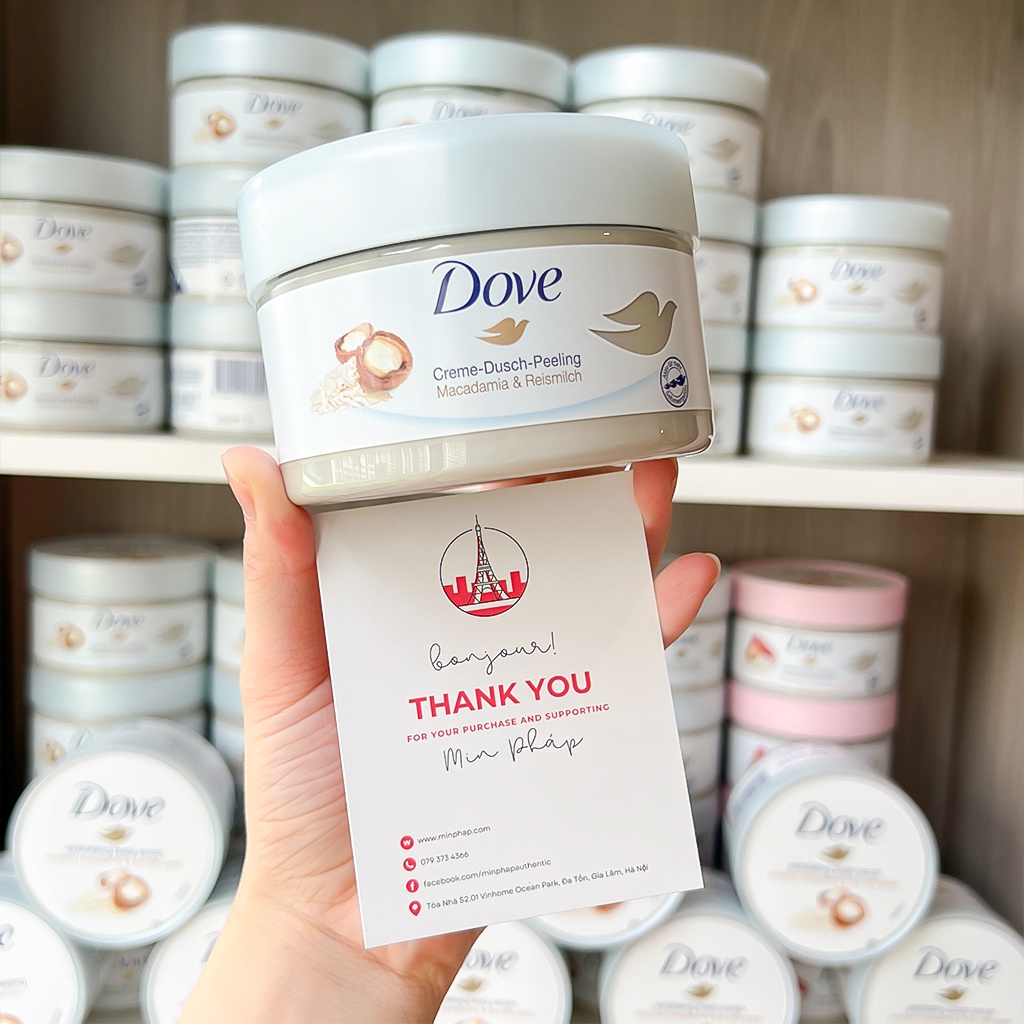 Dove
Creme-Dusch-Peeling
Macadamia & Reismilch
bonjour!
THANK YOU
FOR YOUR PURCHASE AND SUPPORTING
Min Pháp
www.minphap.com
079 373 4366
facebook.com/minphapauthentic
Tòa Nhà S2.01 Vinhome Ocean Park, Đa Tốn, Gia Lâm, Hà Nội
Dove
Dove
Dove
Dove
Dove
Dove
Dove
Dove
Dove
Dove
Dove
Dove
Dove
Dove